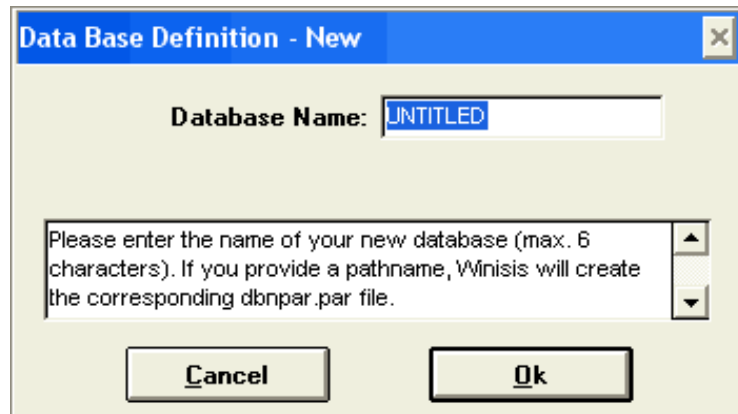 Data Base Definition - New
Database Name: UNTITLED
Please enter the name of your new database (max. 6
characters). If you provide a pathname, Winisis will create
the corresponding dbnpar.par file.
Cancel Ok